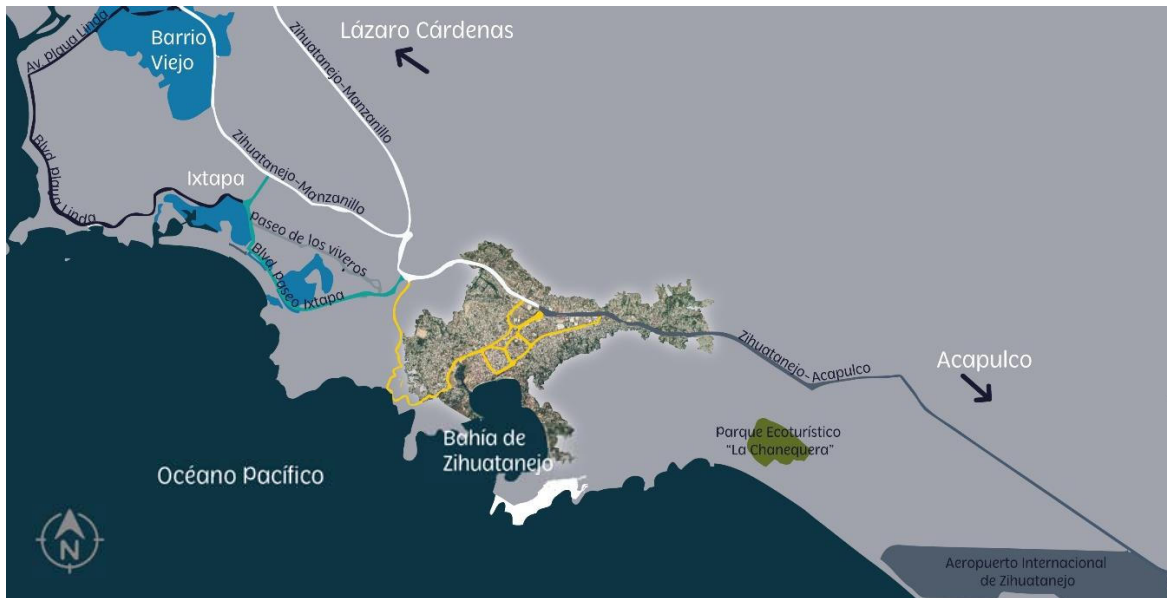 Lázaro Cárdenas
Zihuatanejo-Manzanillo
Av. playa Linda
Barrio
Viejo
Zihuatanejo-Manzanillo
Blvd. playa Linda
Ixtapa
paseo de los viveros
Blvd. paseo Ixtapa
Zihuatanejo-Acapulco
Acapulco
Parque Ecoturístico
"La Chanequera"
Bahía de
Zihuatanejo
Océano Pacífico
N
Aeropuerto Internacional
de Zihuatanejo